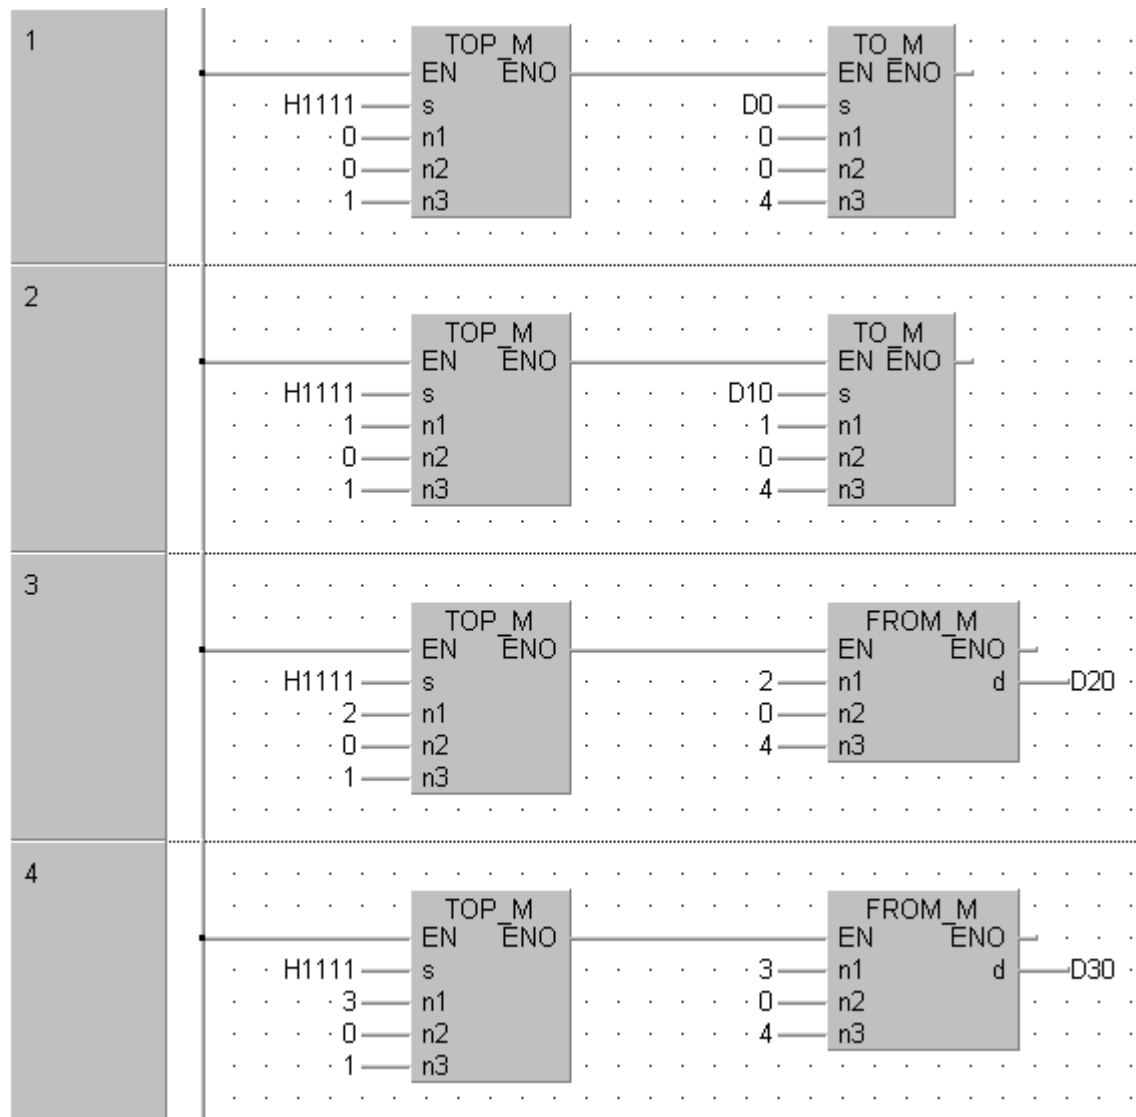 1
TOP_M TO_M
EN ENO EN ENO
H1111 s D0 s
0 n1 0 n1
0 n2 0 n2
1 n3 4 n3
2
TOP_M TO_M
EN ENO EN ENO
H1111 s D10 s
1 n1 1 n1
0 n2 0 n2
1 n3 4 n3
3
TOP_M FROM_M
EN ENO EN ENO
H1111 s 2 n1 d D20
2 n1 0 n2
0 n2 4 n3
1 n3
4
TOP_M FROM_M
EN ENO EN ENO
H1111 s 3 n1 d D30
3 n1 0 n2
0 n2 4 n3
1 n3